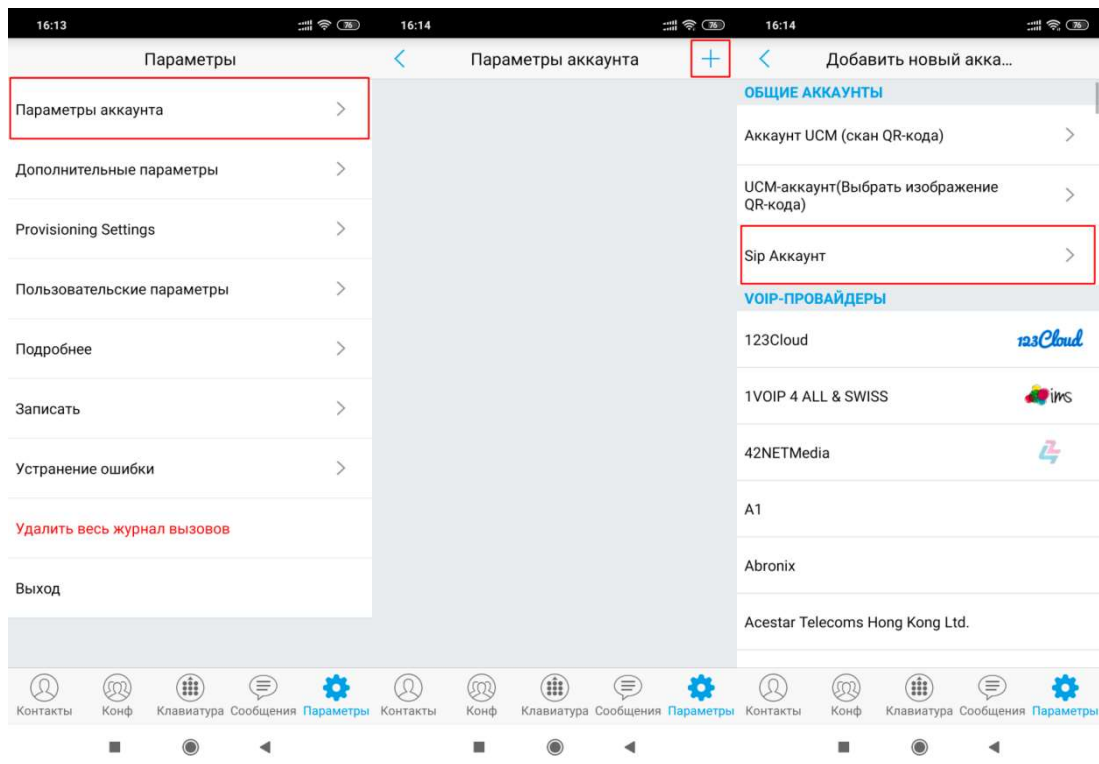 16:13
76
Параметры
Параметры аккаунта
Дополнительные параметры
Provisioning Settings
Пользовательские параметры
Подробнее
Записать
Устранение ошибки
Удалить весь журнал вызовов
Выход
Контакты
Конф
Клавиатура
Сообщения
Параметры
16:14
76
Параметры аккаунта
Контакты
Конф
Клавиатура
Сообщения
Параметры
16:14
76
Добавить новый акка...
ОБЩИЕ АККАУНТЫ
Аккаунт UCM (скан QR-кода)
UCM-аккаунт(Выбрать изображение
QR-кода)
Sip Аккаунт
VOIP-ПРОВАЙДЕРЫ
123Cloud
123Cloud
1VOIP 4 ALL & SWISS
ims
42NETMedia
A1
Abronix
Acestar Telecoms Hong Kong Ltd.
Контакты
Конф
Клавиатура
Сообщения
Параметры